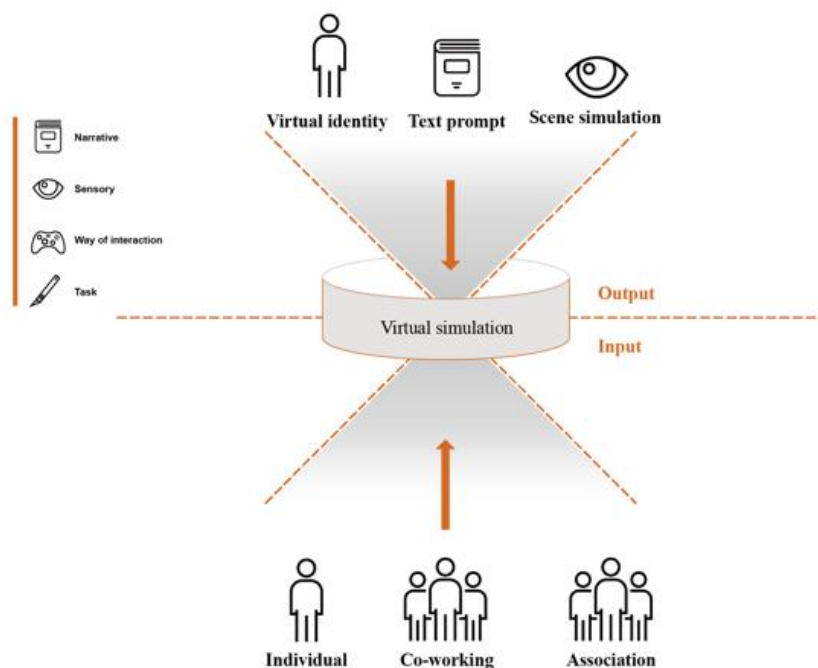 Virtual identity
Text prompt
Scene simulation
Narrative
Sensory
Way of interaction
Task
Output
Virtual simulation
Input
Individual
Co-working
Association